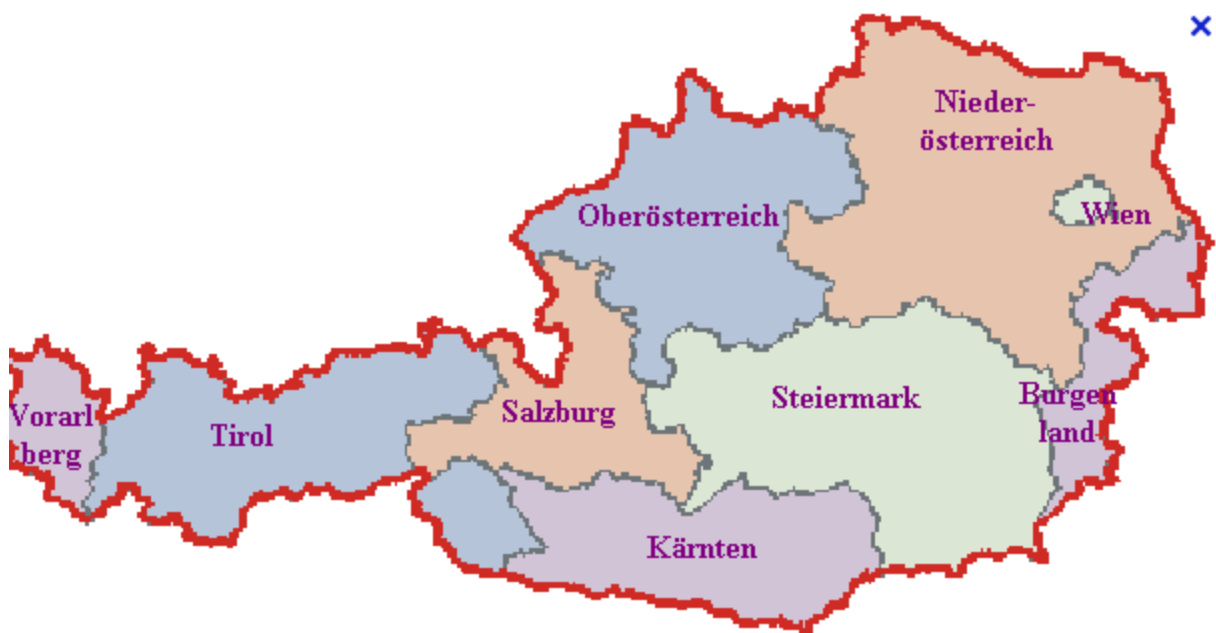 Nieder-
österreich
Oberösterreich
Wien
Steiermark
Burgen
land
Salzburg
Vorarl
berg
Tirol
Kärnten